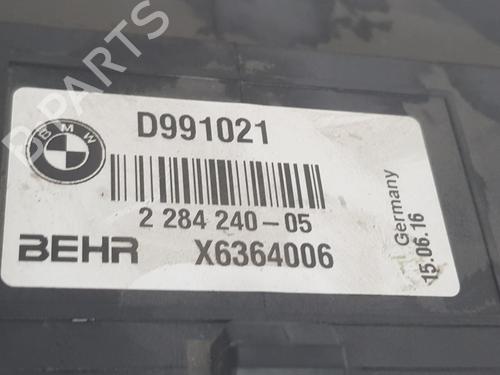 B-PARTS
BMW
D991021
2 284 240-05
BEHR X6364006
Germany
15.06.16